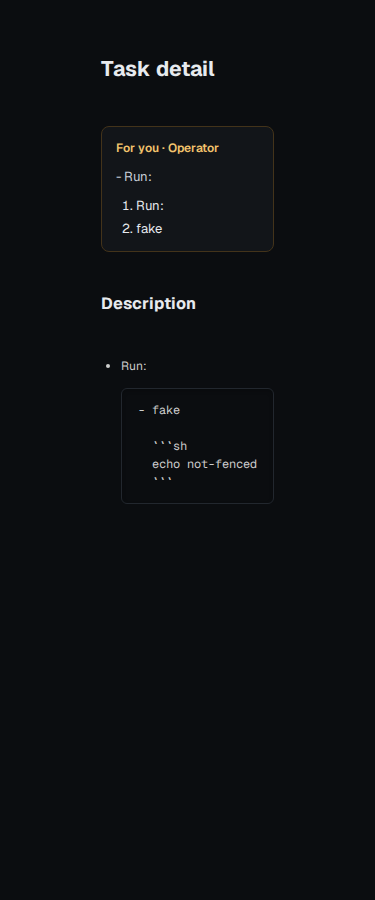 Task detail
For you · Operator
- Run:
1. Run:
2. fake
Description
• Run:
- fake
```sh
echo not-fenced
```